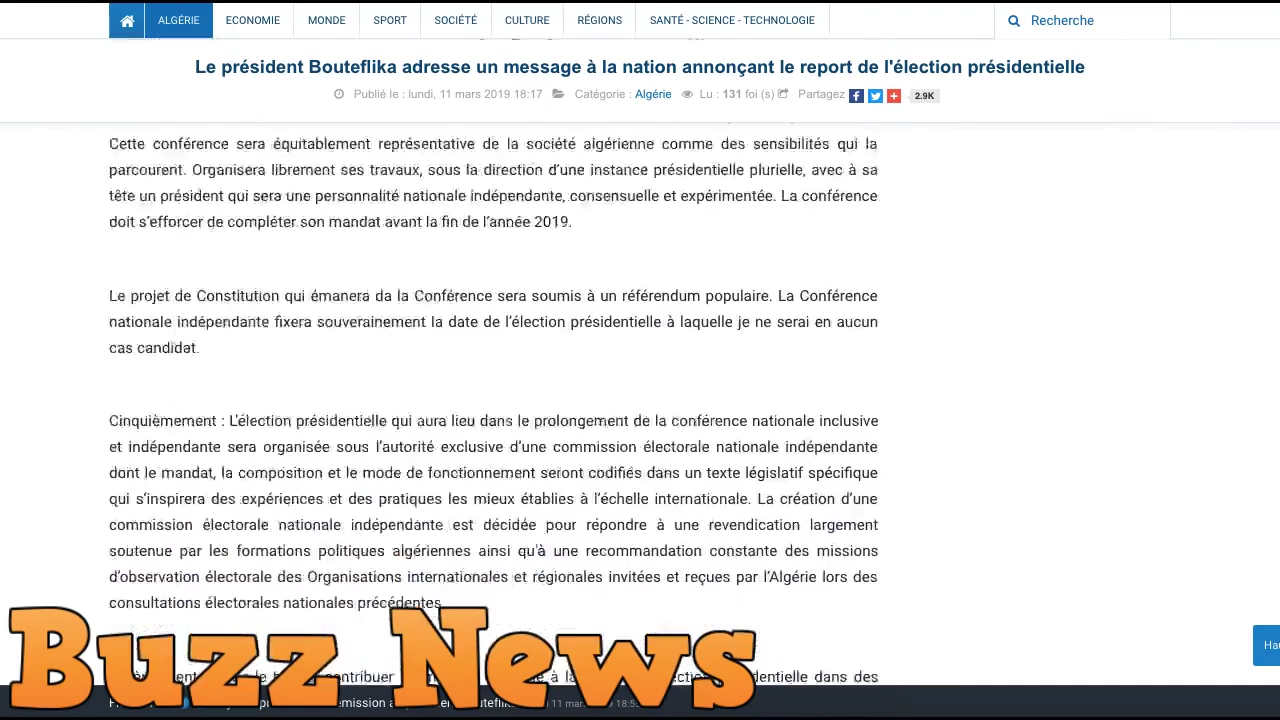 ALGÉRIE ECONOMIE MONDE SPORT SOCIÉTÉ CULTURE RÉGIONS SANTÉ - SCIENCE - TECHNOLOGIE Recherche
Le président Bouteflika adresse un message à la nation annonçant le report de l'élection présidentielle
Publié le : lundi, 11 mars 2019 18:17 Catégorie : Algérie Lu : 131 foi (s) Partagez 2.9K
Cette conférence sera équitablement représentative de la société algérienne comme des sensibilités qui la
parcourent. Organisera librement ses travaux, sous la direction d’une instance présidentielle plurielle, avec à sa
tête un président qui sera une personnalité nationale indépendante, consensuelle et expérimentée. La conférence
doit s’efforcer de compléter son mandat avant la fin de l’année 2019.
Le projet de Constitution qui émanera da la Conférence sera soumis à un référendum populaire. La Conférence
nationale indépendante fixera souverainement la date de l’élection présidentielle à laquelle je ne serai en aucun
cas candidat.
Cinquièmement : L’élection présidentielle qui aura lieu dans le prolongement de la conférence nationale inclusive
et indépendante sera organisée sous l’autorité exclusive d’une commission électorale nationale indépendante
dont le mandat, la composition et le mode de fonctionnement seront codifiés dans un texte législatif spécifique
qui s’inspirera des expériences et des pratiques les mieux établies à l’échelle internationale. La création d’une
commission électorale nationale indépendante est décidée pour répondre à une revendication largement
soutenue par les formations politiques algériennes ainsi qu'à une recommandation constante des missions
d’observation électorale des Organisations internationales et régionales invitées et reçues par l’Algérie lors des
consultations électorales nationales précédentes.
Buzz News
contribuer à la dans des
11 mars